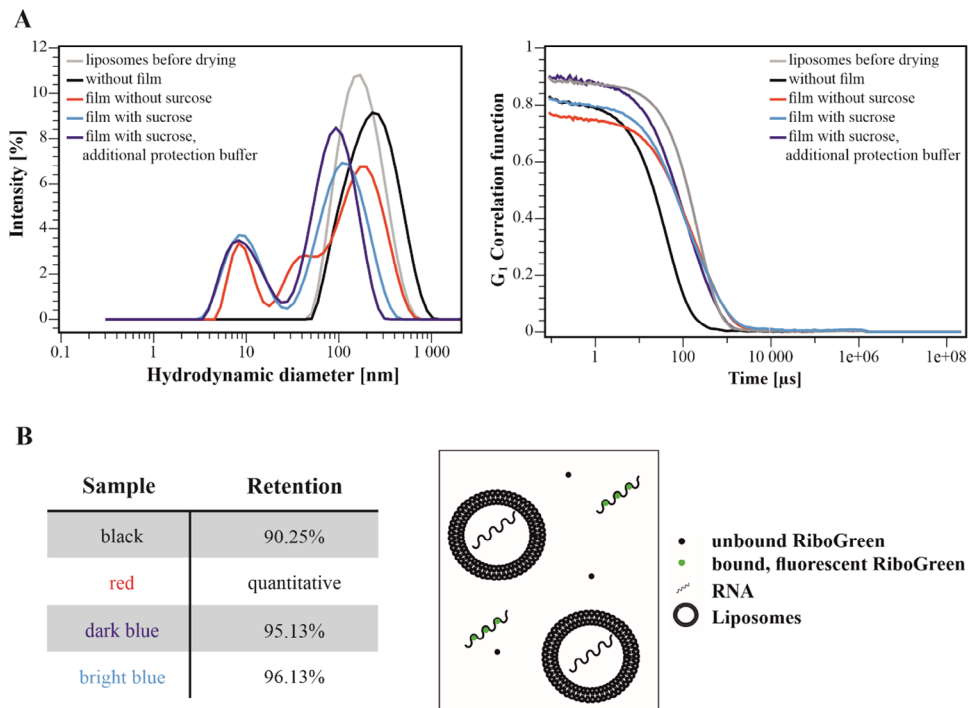 A
12
10
8
6
4
2
0
Intensity [%]
liposomes before drying
without film
film without surcose
film with sucrose
film with sucrose,
additional protection buffer
0.1
1
10
100
1 000
Hydrodynamic diameter [nm]
1
0.8
0.6
0.4
0.2
0
G1 Correlation function
liposomes before drying
without film
film without surcose
film with sucrose
film with sucrose,
additional protection buffer
1
100
10 000
1e+06
1e+08
Time [µs]
B
Sample Retention
black 90.25%
red quantitative
dark blue 95.13%
bright blue 96.13%
unbound RiboGreen
bound, fluorescent RiboGreen
RNA
Liposomes